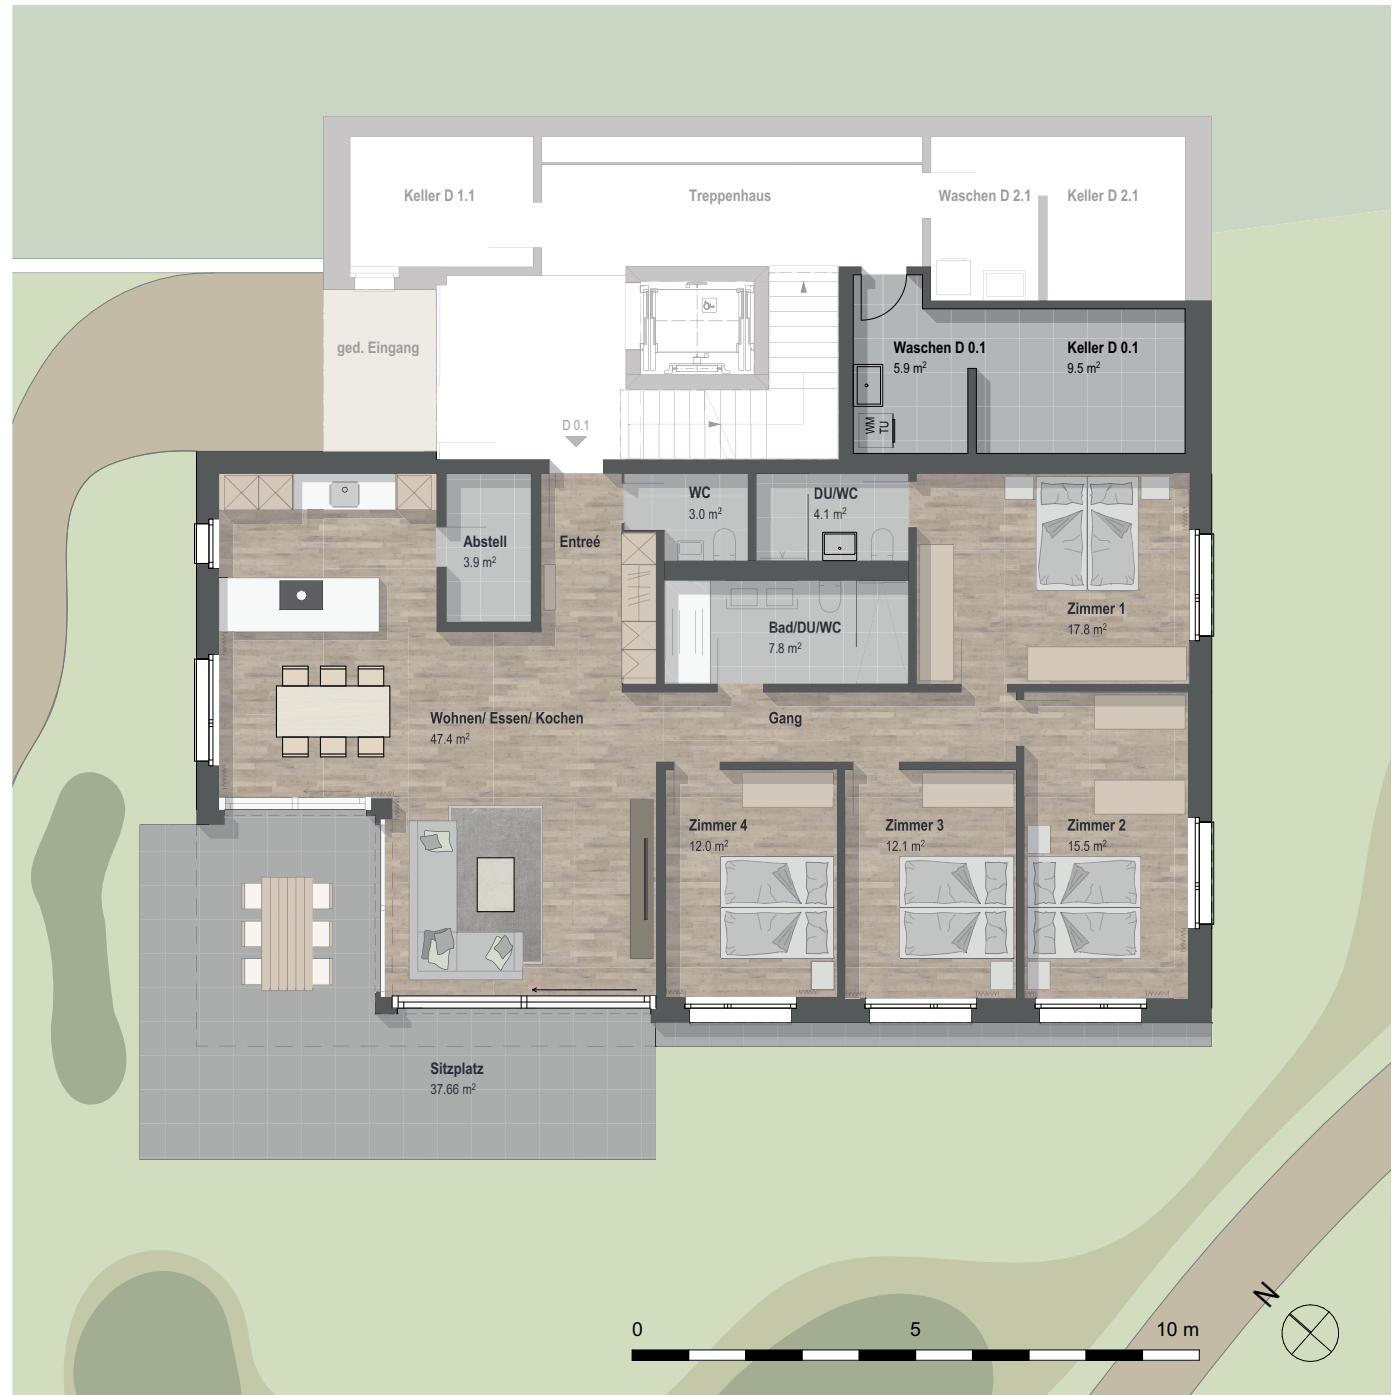 Keller D 1.1
Treppenhaus
Waschen D 2.1
Keller D 2.1
ged. Eingang
Waschen D 0.1
5.9 m²
Keller D 0.1
9.5 m²
D 0.1
WM
TU
WC
3.0 m²
DU/WC
4.1 m²
Abstell
3.9 m²
Entreé
Zimmer 1
17.8 m²
Bad/DU/WC
7.8 m²
Wohnen/ Essen/ Kochen
47.4 m²
Gang
Zimmer 4
12.0 m²
Zimmer 3
12.1 m²
Zimmer 2
15.5 m²
Sitzplatz
37.66 m²
N
0 5 10 m